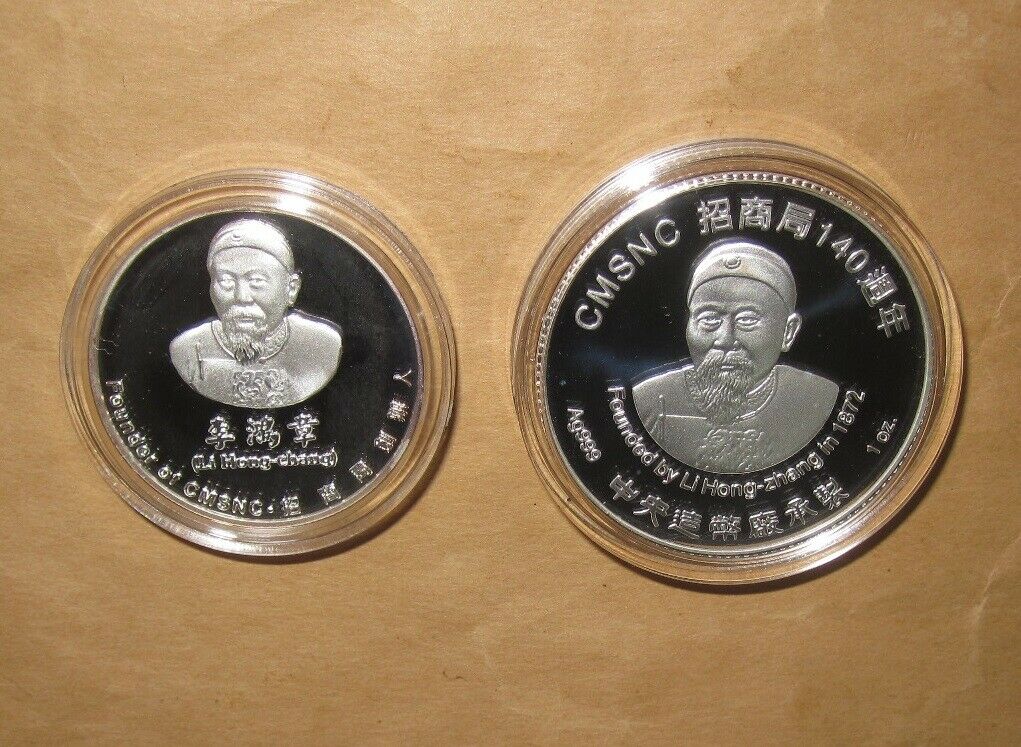 李鴻章
(Li Hong-chang)
Founder of CMSNC·招商局創辦人
CMSNC 招商局140週年
Founded by Li Hong-zhang in 1872
Ag999
1 oz.
中央造幣廠承製